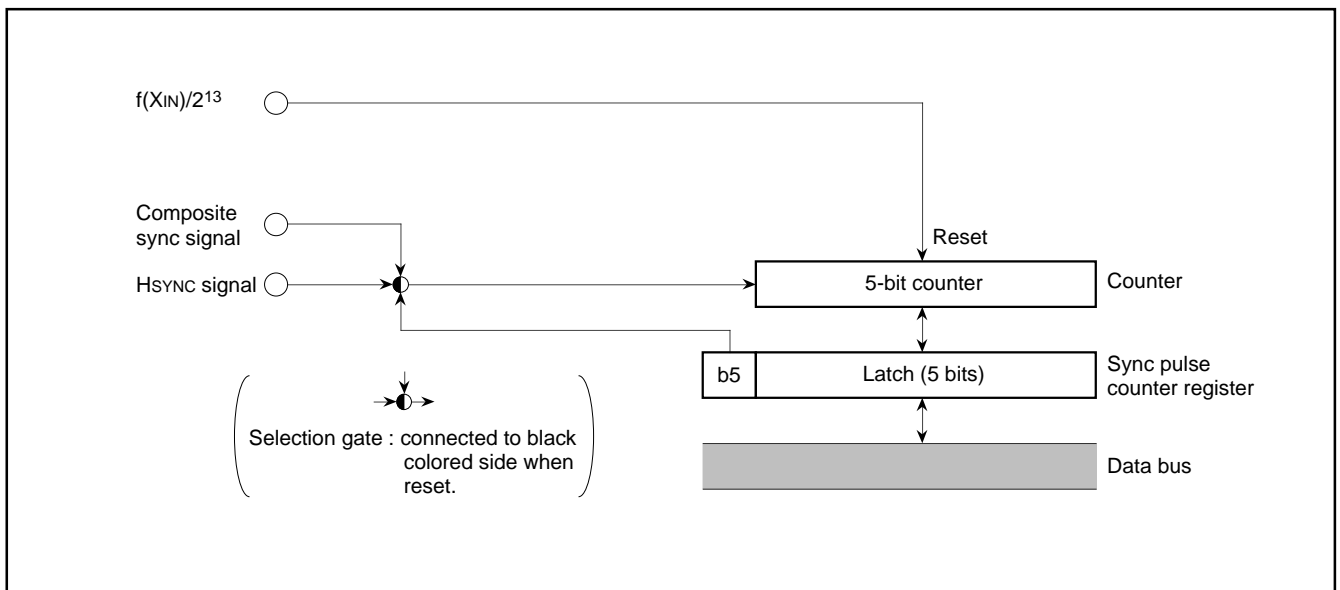 f(XIN)/2¹³
Composite
sync signal
HSYNC signal
Reset
5-bit counter
Counter
b5
Latch (5 bits)
Sync pulse
counter register
Selection gate : connected to black
colored side when
reset.
Data bus